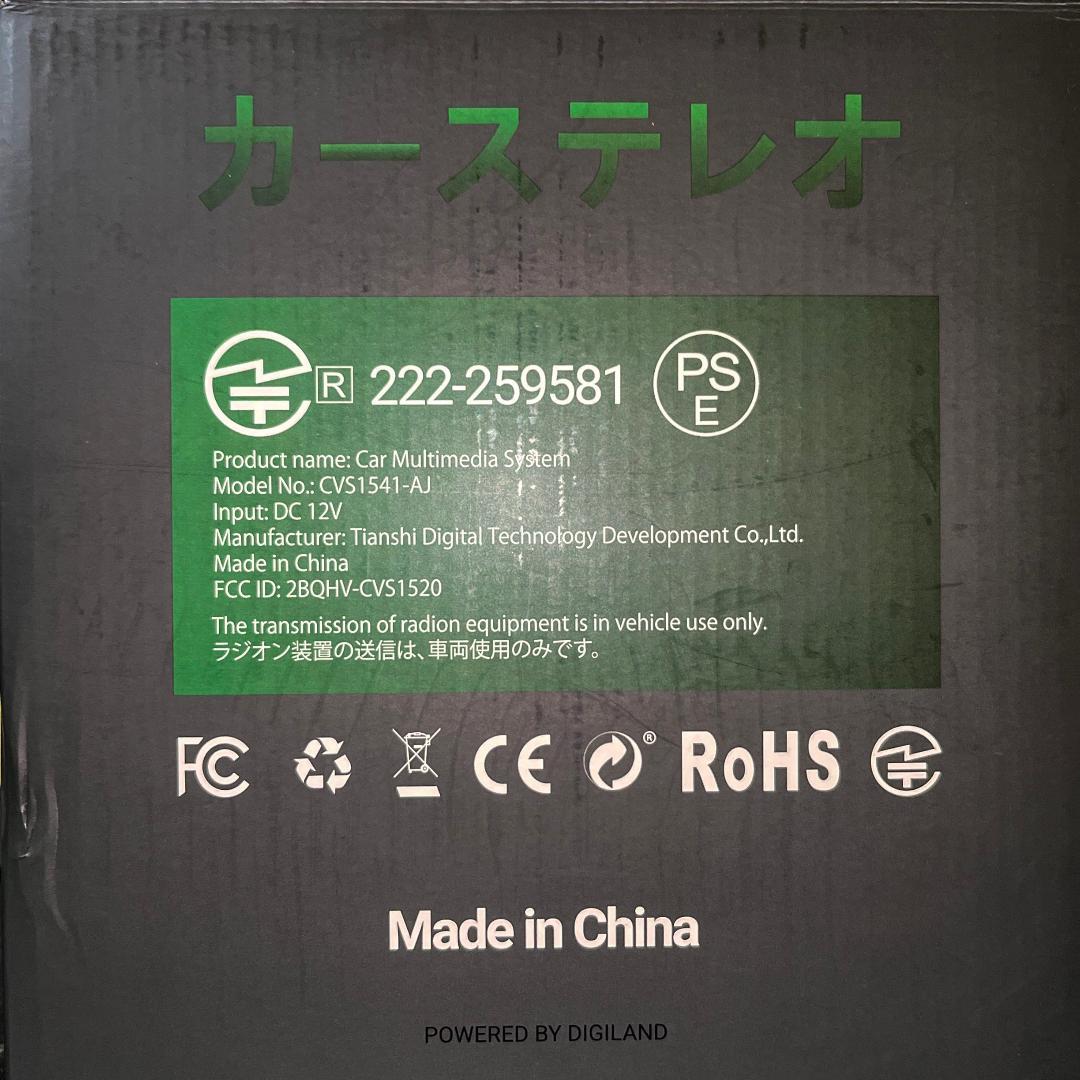 カーステレオ
R 222-259581 PSE
Product name: Car Multimedia System
Model No.: CVS1541-AJ
Input: DC 12V
Manufacturer: Tianshi Digital Technology Development Co.,Ltd.
Made in China
FCC ID: 2BQHV-CVS1520
The transmission of radion equipment is in vehicle use only.
ラジオン装置の送信は、車両使用のみです。
FC CE ® RoHS
Made in China
POWERED BY DIGILAND